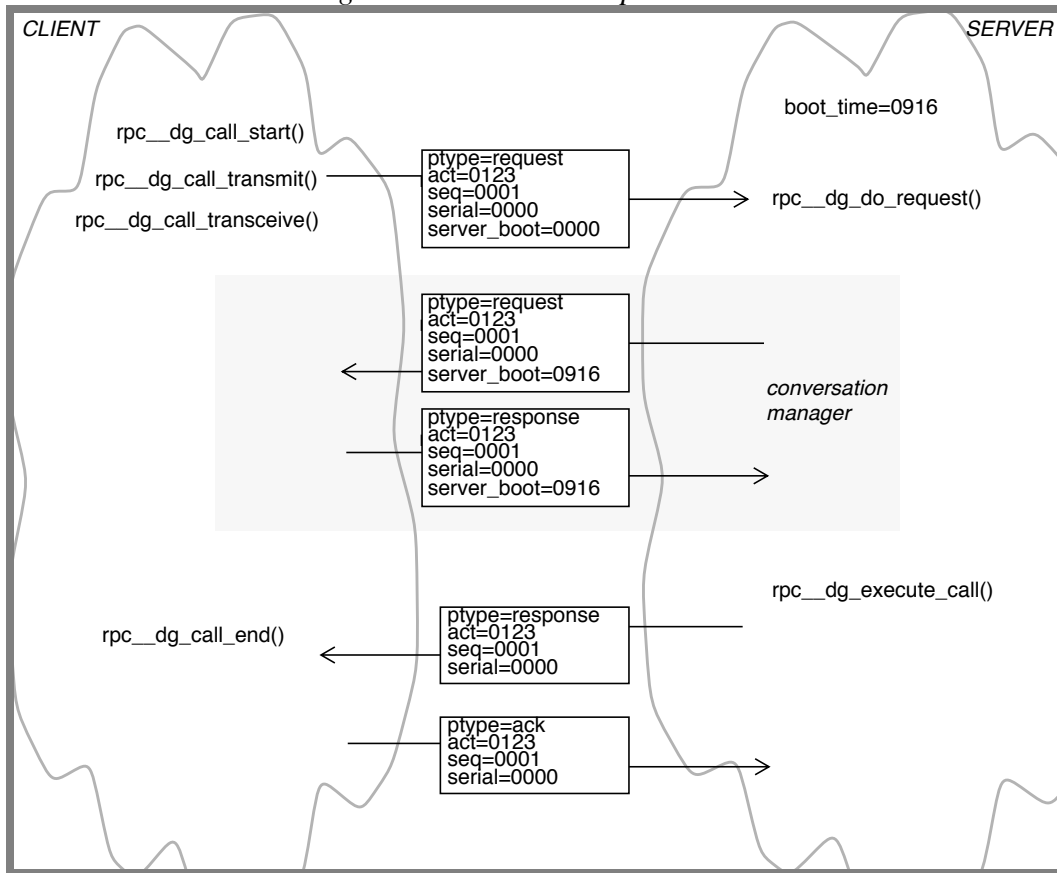 CLIENT
SERVER
boot_time=0916
rpc__dg_call_start()
rpc__dg_call_transmit()
rpc__dg_call_transceive()
ptype=request
act=0123
seq=0001
serial=0000
server_boot=0000
rpc__dg_do_request()
ptype=request
act=0123
seq=0001
serial=0000
server_boot=0916
conversation
manager
ptype=response
act=0123
seq=0001
serial=0000
server_boot=0916
rpc__dg_execute_call()
rpc__dg_call_end()
ptype=response
act=0123
seq=0001
serial=0000
ptype=ack
act=0123
seq=0001
serial=0000